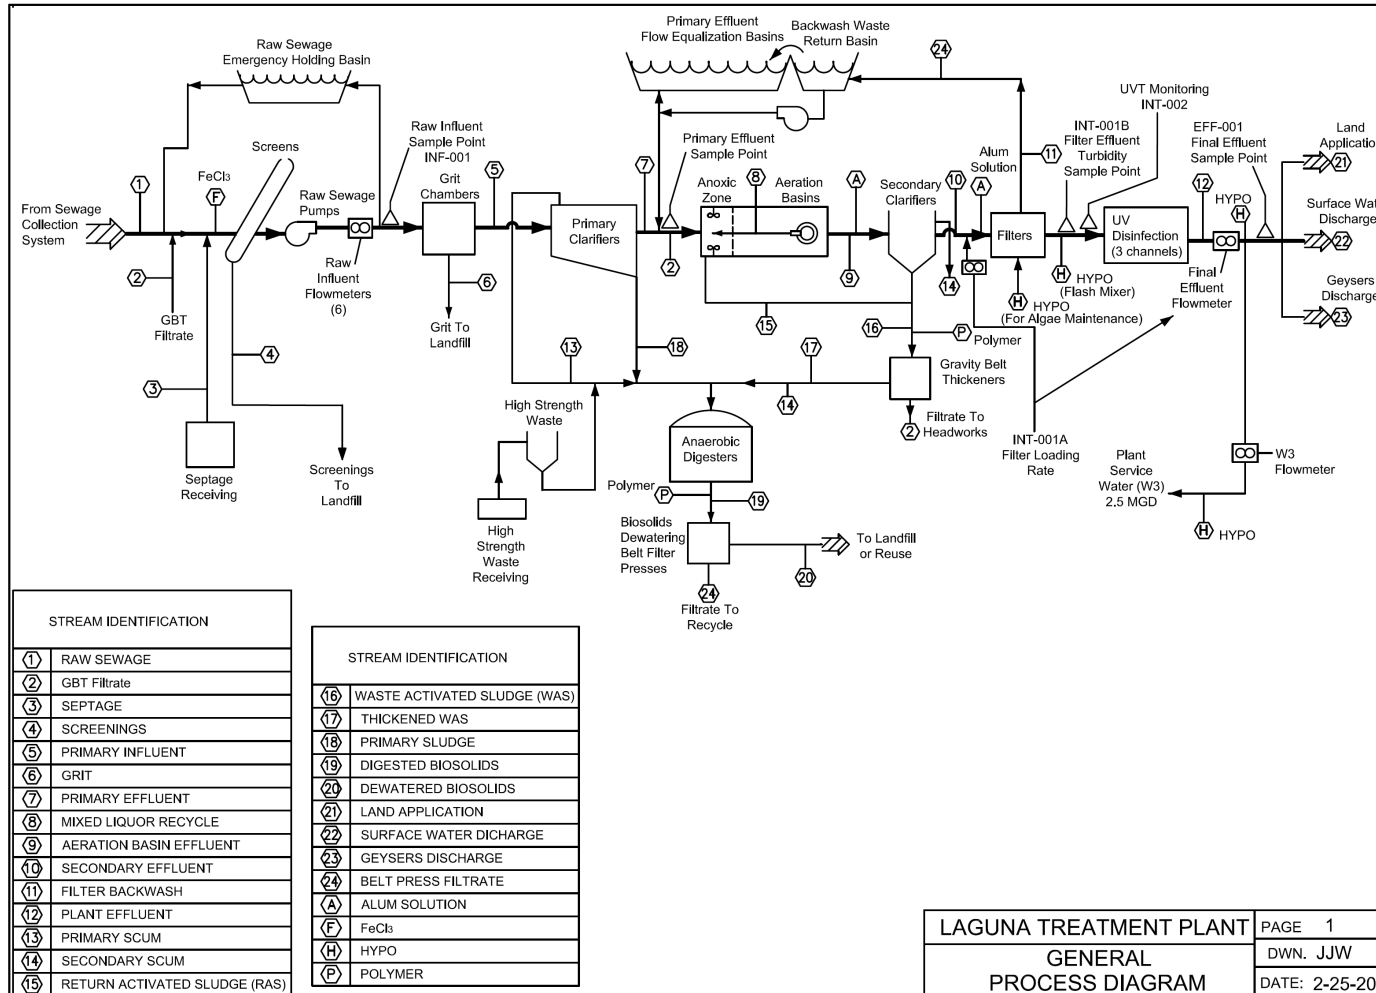 Primary Effluent
Flow Equalization Basins
Backwash Waste
Return Basin
24
Raw Sewage
Emergency Holding Basin
UVT Monitoring
INT-002
Raw Influent
Sample Point
INF-001
Primary Effluent
Sample Point
INT-001B
Filter Effluent
Turbidity
Sample Point
EFF-001
Final Effluent
Sample Point
Land
Applicatio
21
Screens
FeCl3
F
1
Raw Sewage
Pumps
Grit
Chambers
5
7
Anoxic
Zone
8
Aeration
Basins
A
Secondary
Clarifiers
10
Alum
Solution
A
11
12
HYPO
H
Surface Wat
Discharge
22
From Sewage
Collection
System
Primary
Clarifiers
Filters
UV
Disinfection
(3 channels)
2
GBT
Filtrate
Raw
Influent
Flowmeters
(6)
6
Grit To
Landfill
2
9
14
H
HYPO
(Flash Mixer)
H
HYPO
(For Algae Maintenance)
Final
Effluent
Flowmeter
Geysers
Discharge
23
15
16
P
Polymer
4
3
13
18
17
14
Gravity Belt
Thickeners
High Strength
Waste
2
Filtrate To
Headworks
Septage
Receiving
Screenings
To
Landfill
Anaerobic
Digesters
INT-001A
Filter Loading
Rate
Plant
Service
Water (W3)
2.5 MGD
W3
Flowmeter
H
HYPO
Polymer
P
19
High
Strength
Waste
Receiving
Biosolids
Dewatering
Belt Filter
Presses
To Landfill
or Reuse
20
24
Filtrate To
Recycle
STREAM IDENTIFICATION
1 RAW SEWAGE
2 GBT Filtrate
3 SEPTAGE
4 SCREENINGS
5 PRIMARY INFLUENT
6 GRIT
7 PRIMARY EFFLUENT
8 MIXED LIQUOR RECYCLE
9 AERATION BASIN EFFLUENT
10 SECONDARY EFFLUENT
11 FILTER BACKWASH
12 PLANT EFFLUENT
13 PRIMARY SCUM
14 SECONDARY SCUM
15 RETURN ACTIVATED SLUDGE (RAS)
STREAM IDENTIFICATION
16 WASTE ACTIVATED SLUDGE (WAS)
17 THICKENED WAS
18 PRIMARY SLUDGE
19 DIGESTED BIOSOLIDS
20 DEWATERED BIOSOLIDS
21 LAND APPLICATION
22 SURFACE WATER DICHARGE
23 GEYSERS DISCHARGE
24 BELT PRESS FILTRATE
A ALUM SOLUTION
F FeCl3
H HYPO
P POLYMER
LAGUNA TREATMENT PLANT
GENERAL
PROCESS DIAGRAM
PAGE 1
DWN. JJW
DATE: 2-25-20